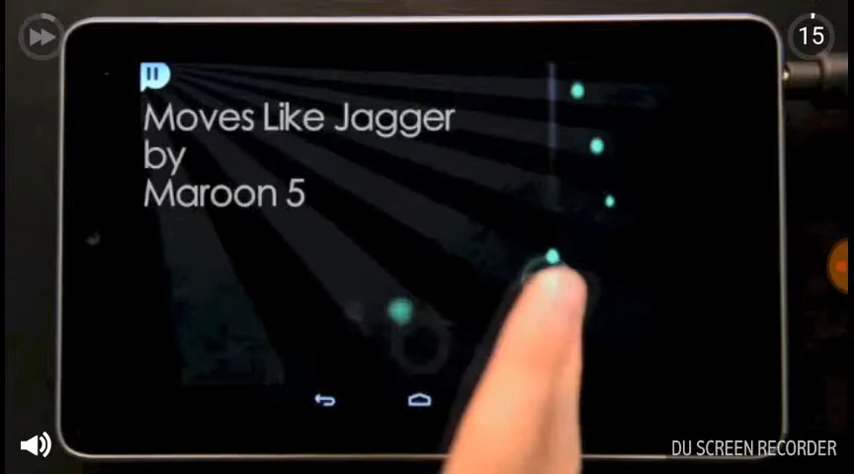 15
Moves Like Jagger
by
Maroon 5
DU SCREEN RECORDER